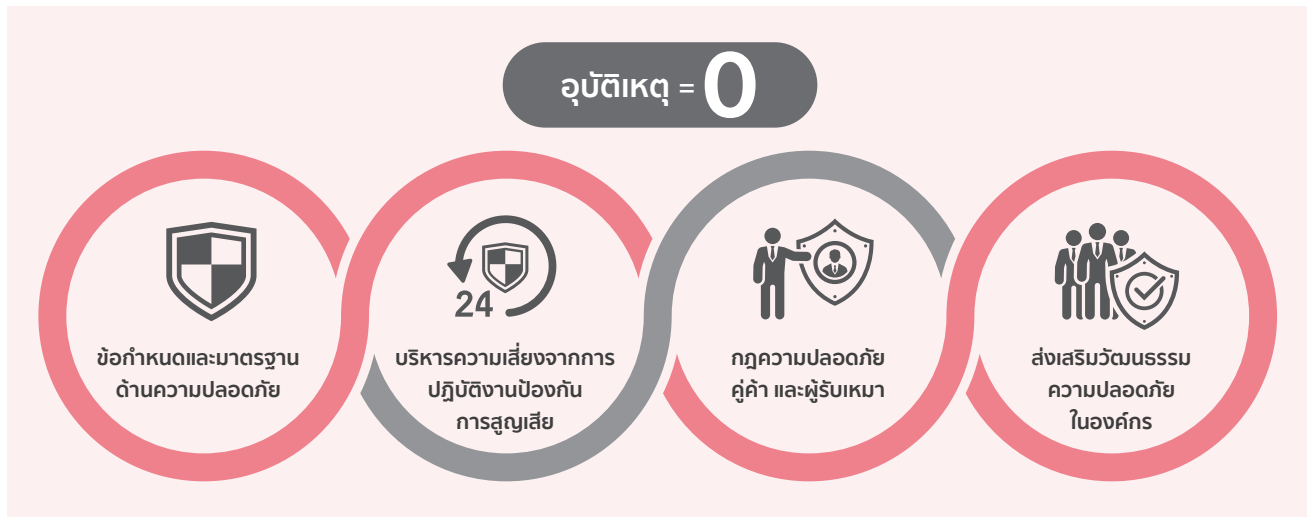 อุบัติเหตุ = 0
ข้อกำหนดและมาตรฐาน
ด้านความปลอดภัย
24
บริหารความเสี่ยงจากการ
ปฏิบัติงานป้องกัน
การสูญเสีย
กฎความปลอดภัย
คู่ค้า และผู้รับเหมา
ส่งเสริมวัฒนธรรม
ความปลอดภัย
ในองค์กร